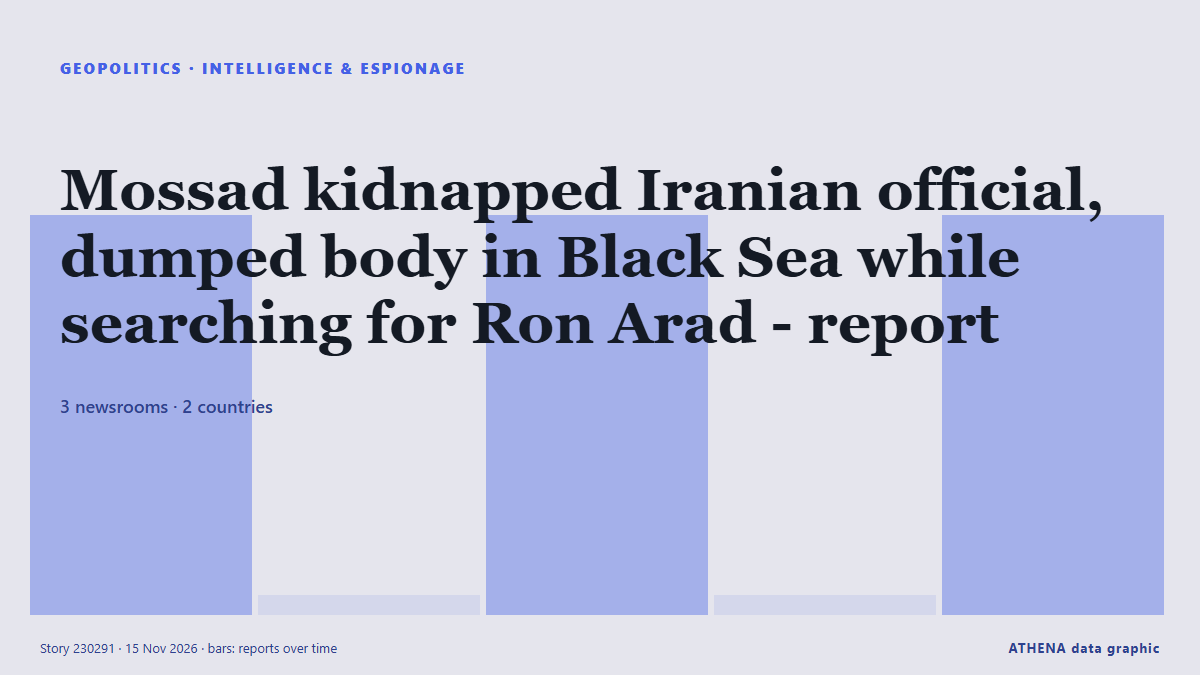 GEOPOLITICS · INTELLIGENCE & ESPIONAGE
Mossad kidnapped Iranian official,
dumped body in Black Sea while
searching for Ron Arad - report
3 newsrooms · 2 countries
Story 230291 · 15 Nov 2026 · bars: reports over time
ATHENA data graphic